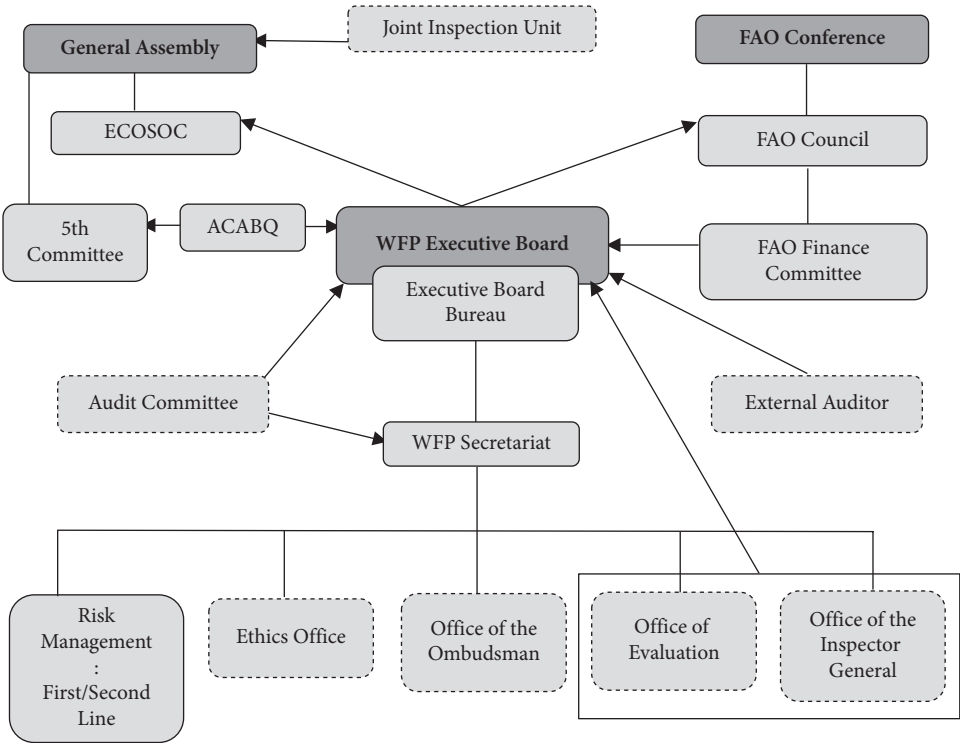 Joint Inspection Unit
General Assembly
FAO Conference
ECOSOC
FAO Council
5th
Committee
ACABQ
WFP Executive Board
FAO Finance
Committee
Executive Board
Bureau
Audit Committee
External Auditor
WFP Secretariat
Risk
Management
:
First/Second
Line
Ethics Office
Office of the
Ombudsman
Office of
Evaluation
Office of the
Inspector
General